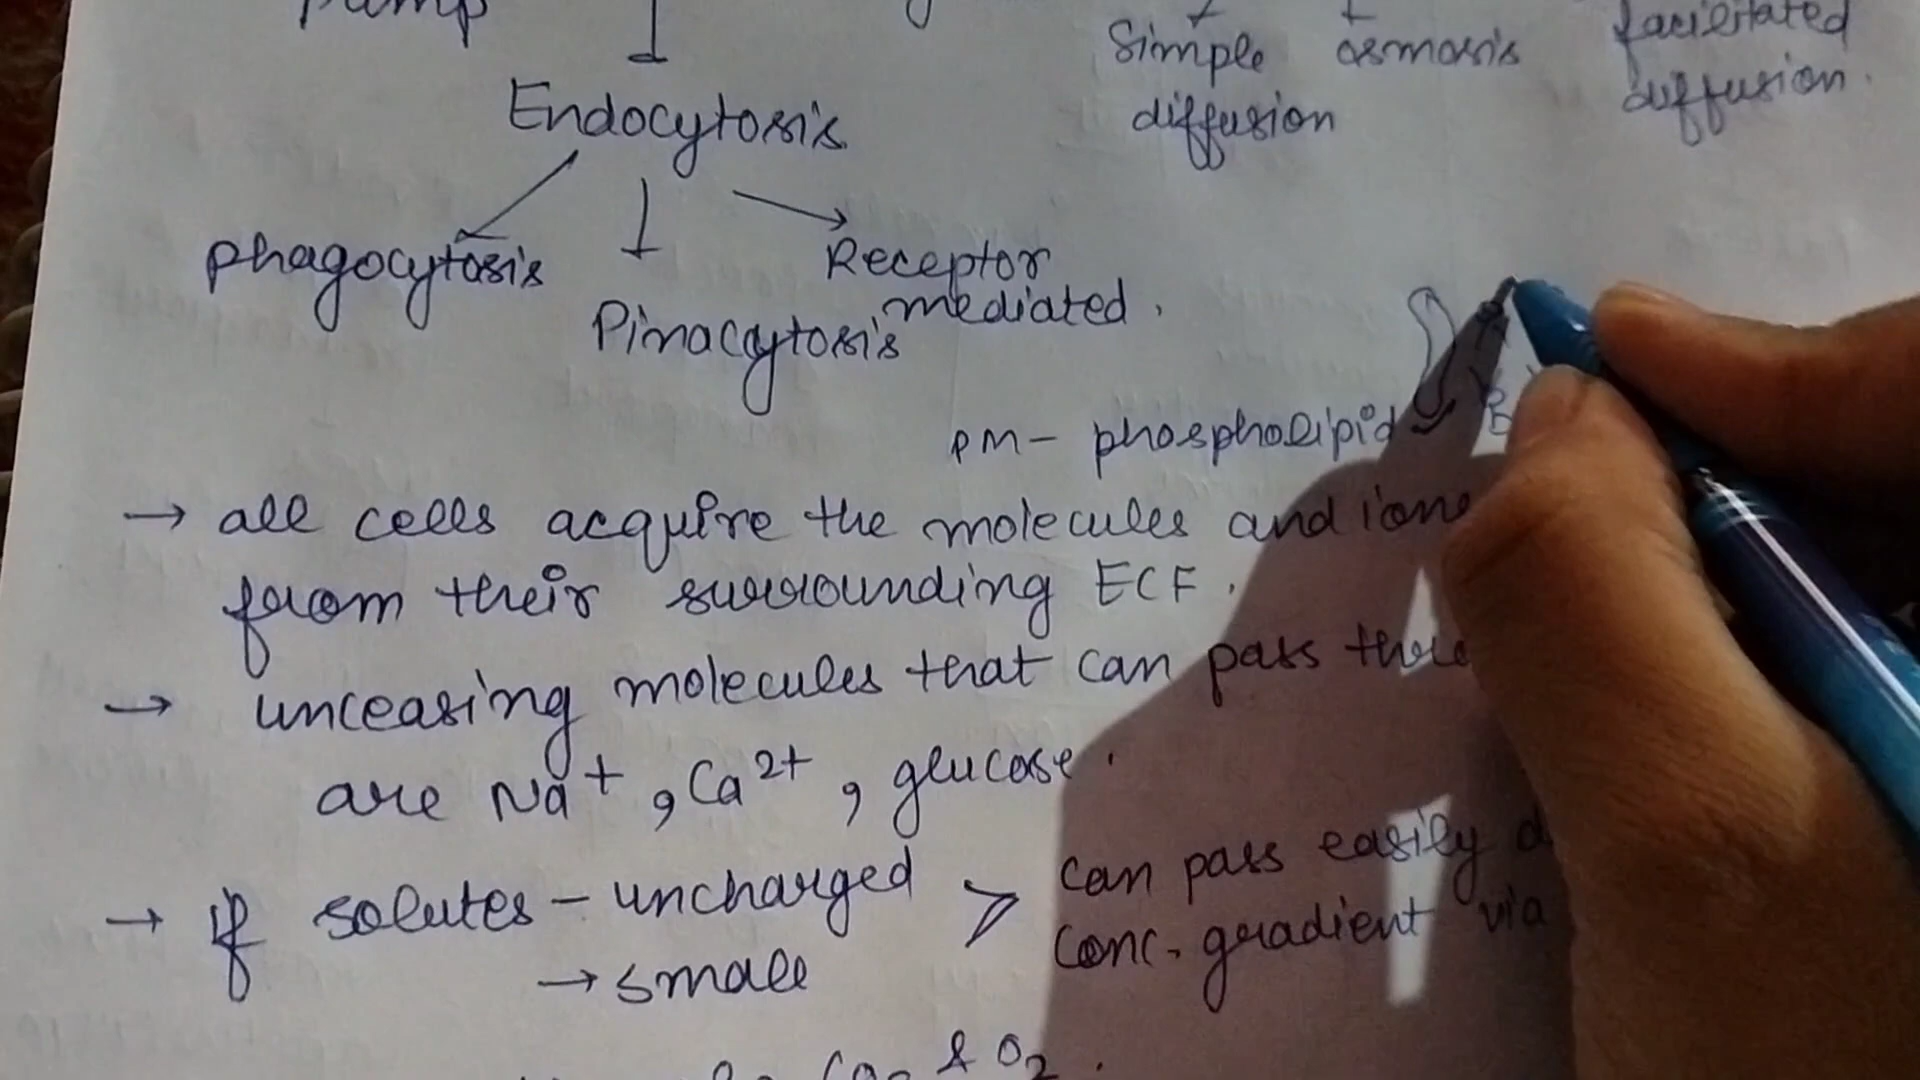 Pump
Simple osmosis facilitated
diffusion diffusion.
Endocytosis
phagocytosis Receptor
mediated.
Pinacytosis
PM - phospholipid B
→ all cells acquire the molecules and ions
from their surrounding ECF.
→ unceasing molecules that can pass
are Na+, Ca2+, glucose.
→ if solutes - uncharged > can pass easily
→ small conc. gradient via
& O2.